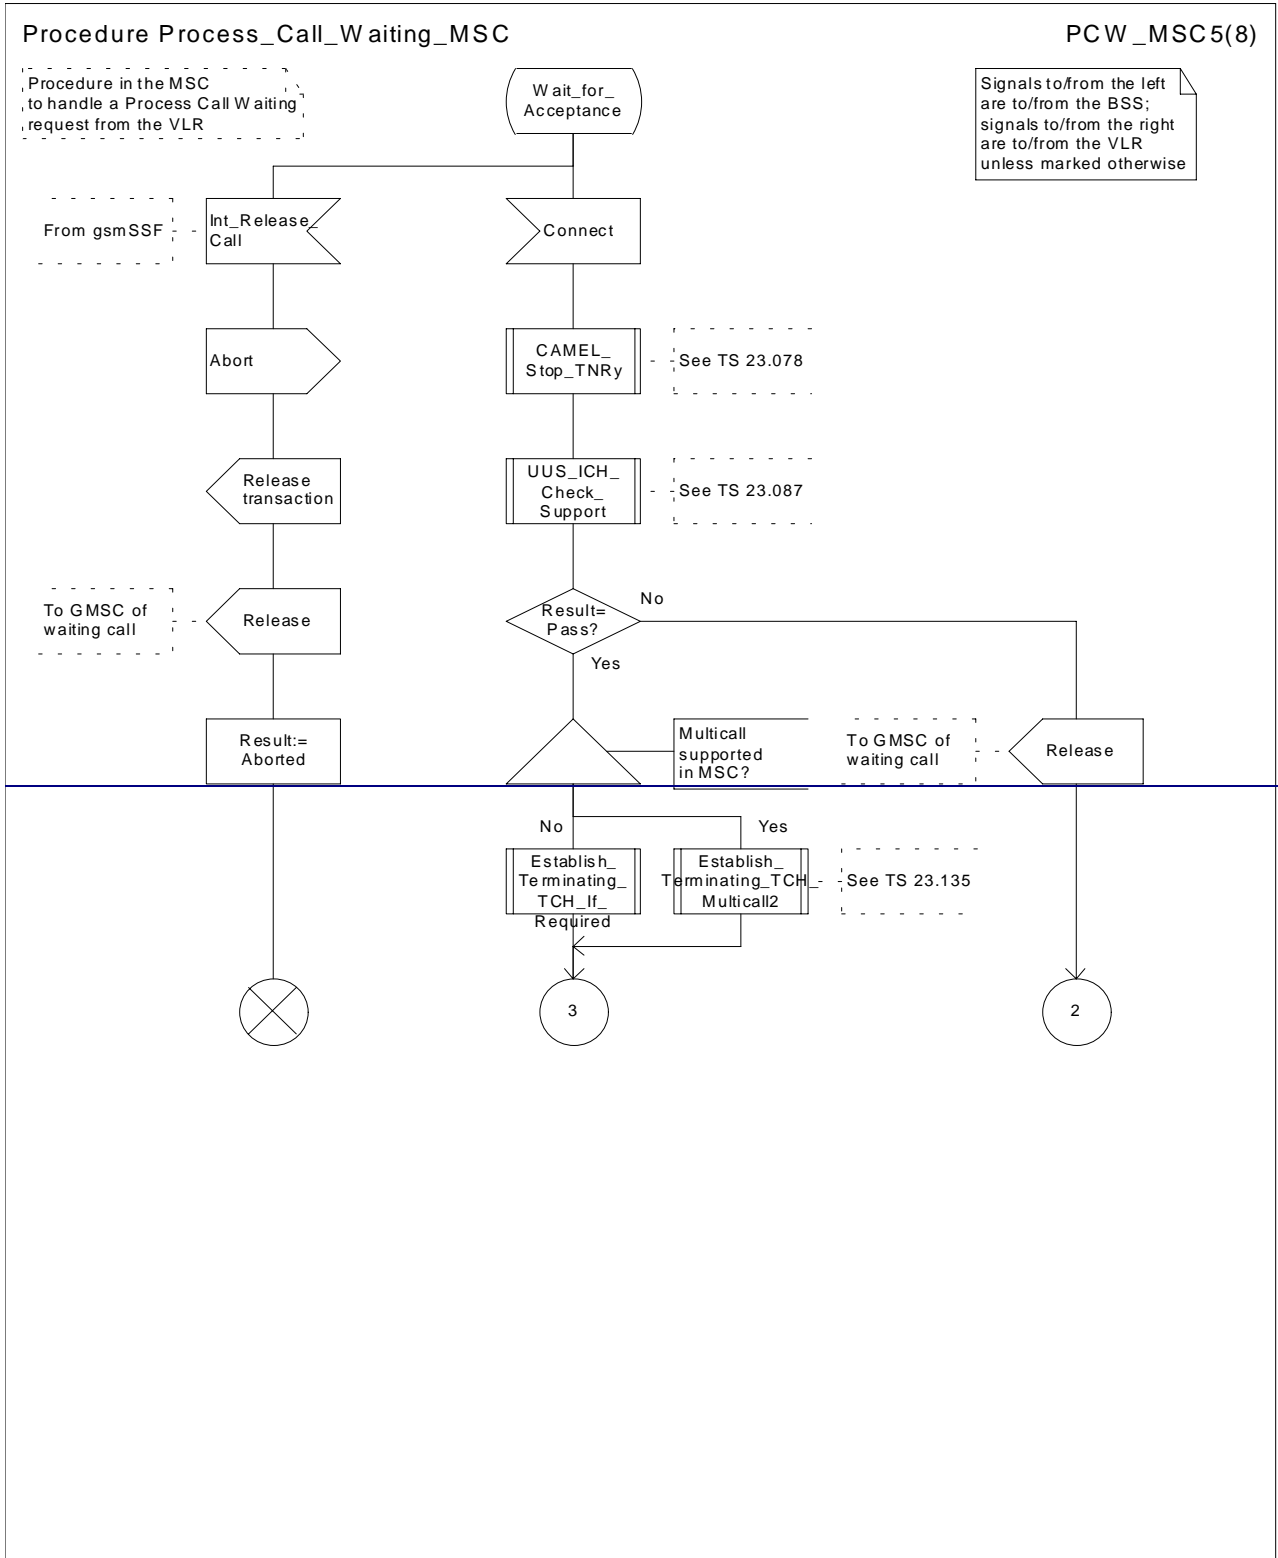 Procedure Process_Call_Waiting_MSC
PCW_MSC5(8)
Procedure in the MSC
to handle a Process Call Waiting
request from the VLR
Wait_for_
Acceptance
Signals to/from the left
are to/from the BSS;
signals to/from the right
are to/from the VLR
unless marked otherwise
From gsmSSF
Int_Release_
Call
Connect
Abort
CAMEL_
Stop_TNRy
See TS 23.078
Release
transaction
UUS_ICH_
Check_
Support
See TS 23.087
To GMSC of
waiting call
Release
Result=
Pass?
No
Yes
Result:=
Aborted
Multicall
supported
in MSC?
To GMSC of
waiting call
Release
No
Yes
Establish_
Terminating_
TCH_If_
Required
Establish_
Terminating_TCH_
Multicall2
See TS 23.135
3
2